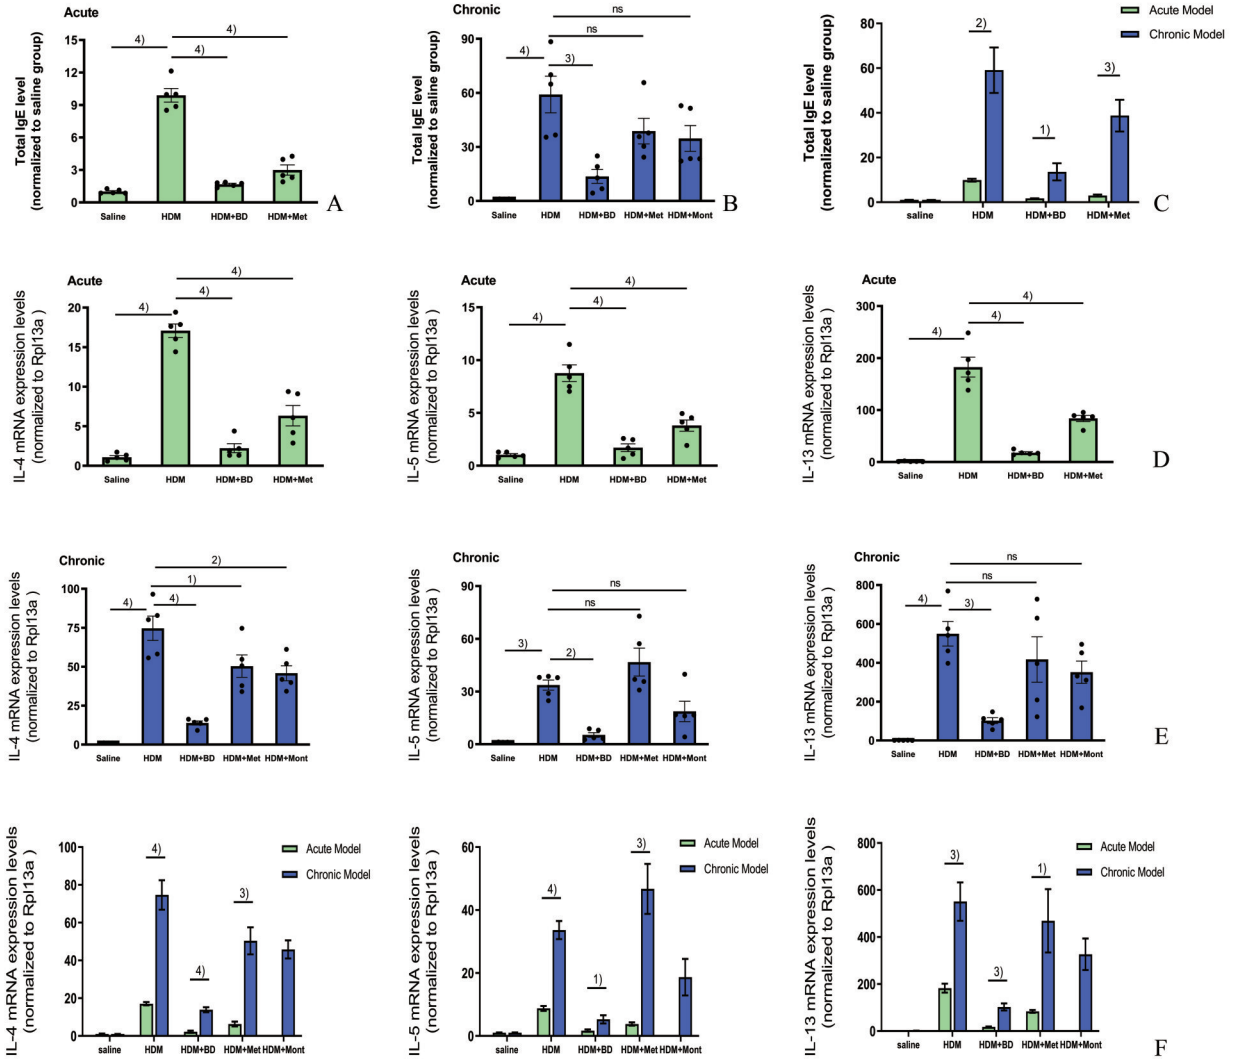 Acute
Total IgE level
(normalized to saline group)
15
12
9
6
3
0
4)
4)
4)
Saline
HDM
HDM+BD
HDM+Met
A
Chronic
Total IgE level
(normalized to saline group)
90
60
30
0
ns
ns
4)
3)
Saline
HDM
HDM+BD
HDM+Met
HDM+Mont
B
Acute Model
Chronic Model
Total IgE level
(normalized to saline group)
80
60
40
20
0
2)
1)
3)
saline
HDM
HDM+BD
HDM+Met
C
Acute
IL-4 mRNA expression levels
(normalized to Rpl13a )
20
15
10
5
0
4)
4)
4)
Saline
HDM
HDM+BD
HDM+Met
Acute
IL-5 mRNA expression levels
(normalized to Rpl13a )
15
10
5
0
4)
4)
4)
Saline
HDM
HDM+BD
HDM+Met
Acute
IL-13 mRNA expression levels
(normalized to Rpl13a )
300
200
100
0
4)
4)
4)
Saline
HDM
HDM+BD
HDM+Met
D
Chronic
IL-4 mRNA expression levels
(normalized to Rpl13a )
100
75
50
25
0
2)
1)
4)
4)
Saline
HDM
HDM+BD
HDM+Met
HDM+Mont
Chronic
IL-5 mRNA expression levels
(normalized to Rpl13a )
90
60
30
0
ns
ns
3)
2)
Saline
HDM
HDM+BD
HDM+Met
HDM+Mont
Chronic
IL-13 mRNA expression levels
(normalized to Rpl13a )
800
600
400
200
0
ns
ns
4)
3)
Saline
HDM
HDM+BD
HDM+Met
HDM+Mont
E
IL-4 mRNA expression levels
(normalized to Rpl13a )
100
80
60
40
20
0
Acute Model
Chronic Model
4)
4)
3)
saline
HDM
HDM+BD
HDM+Met
HDM+Mont
IL-5 mRNA expression levels
(normalized to Rpl13a )
60
40
20
0
Acute Model
Chronic Model
4)
1)
3)
saline
HDM
HDM+BD
HDM+Met
HDM+Mont
IL-13 mRNA expression levels
(normalized to Rpl13a )
800
600
400
200
0
Acute Model
Chronic Model
3)
3)
1)
saline
HDM
HDM+BD
HDM+Met
HDM+Mont
F